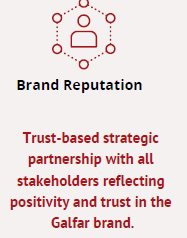 Brand Reputation
Trust-based strategic
partnership with all
stakeholders reflecting
positivity and trust in the
Galfar brand.